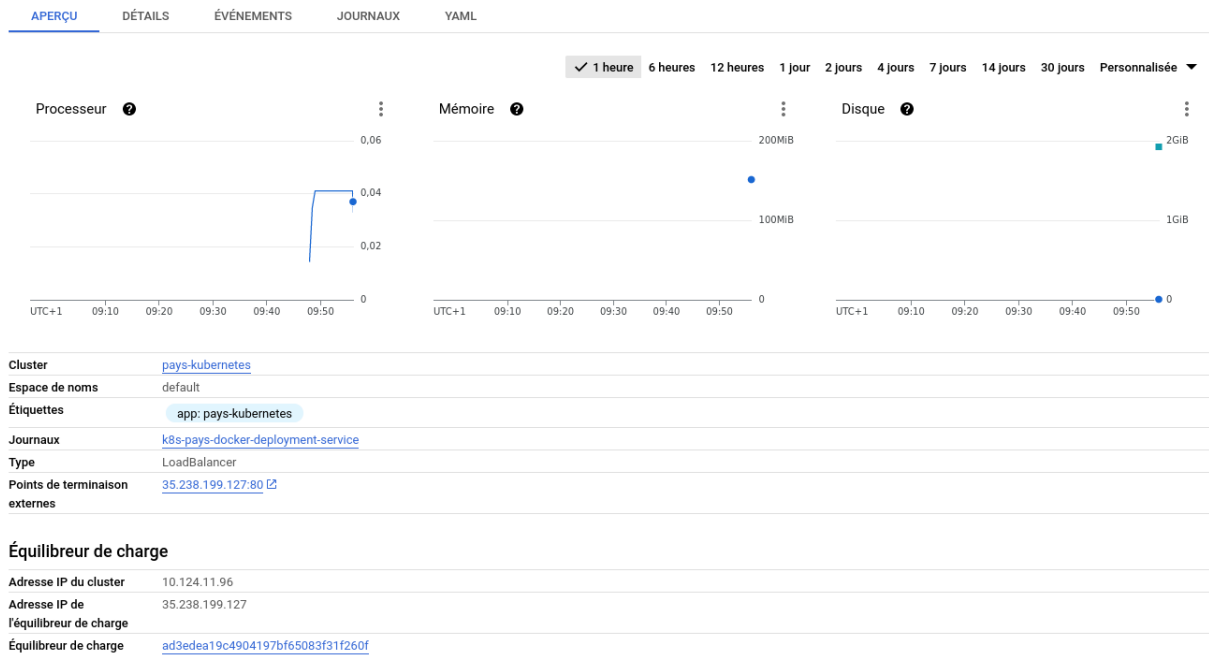 APERÇU DÉTAILS ÉVÉNEMENTS JOURNAUX YAML
1 heure 6 heures 12 heures 1 jour 2 jours 4 jours 7 jours 14 jours 30 jours Personnalisée
Processeur ? Mémoire ? Disque ?
0,06 200MiB 2GiB
0,04
100MiB 1GiB
0,02
0 0 0
UTC+1 09:10 09:20 09:30 09:40 09:50 UTC+1 09:10 09:20 09:30 09:40 09:50 UTC+1 09:10 09:20 09:30 09:40 09:50
Cluster pays-kubernetes
Espace de noms default
Étiquettes app: pays-kubernetes
Journaux k8s-pays-docker-deployment-service
Type LoadBalancer
Points de terminaison 35.238.199.127:80
externes
Équilibreur de charge
Adresse IP du cluster 10.124.11.96
Adresse IP de 35.238.199.127
l'équilibreur de charge
Équilibreur de charge ad3edea19c4904197bf65083f31f260f